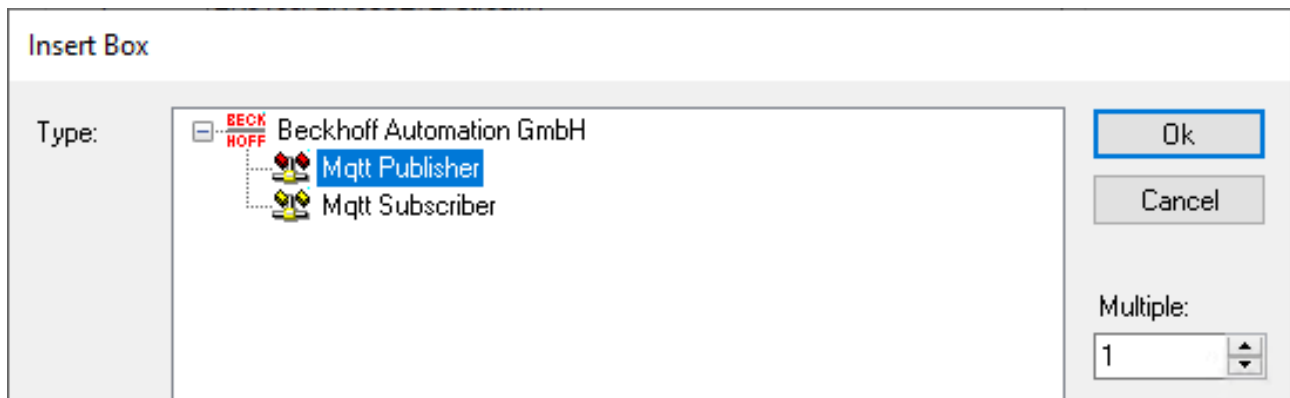 Insert Box
Type:
BECK
HOFF
Beckhoff Automation GmbH
Mqtt Publisher
Mqtt Subscriber
Ok
Cancel
Multiple:
1